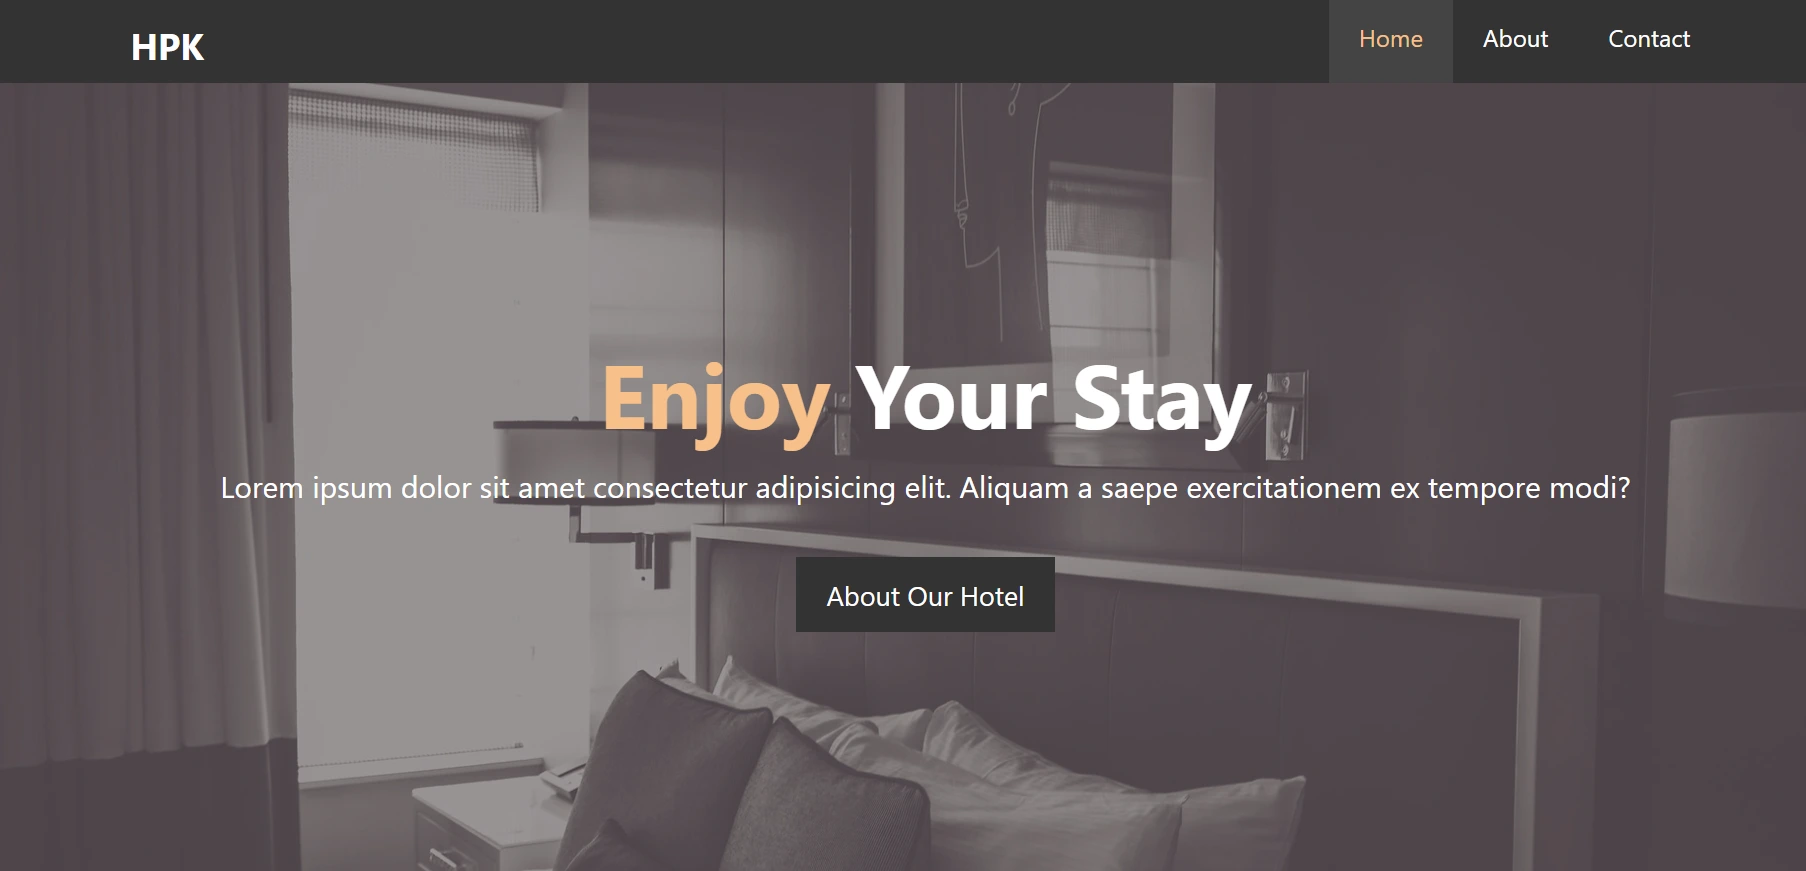 HPK
Home About Contact
Enjoy Your Stay
Lorem ipsum dolor sit amet consectetur adipisicing elit. Aliquam a saepe exercitationem ex tempore modi?
About Our Hotel